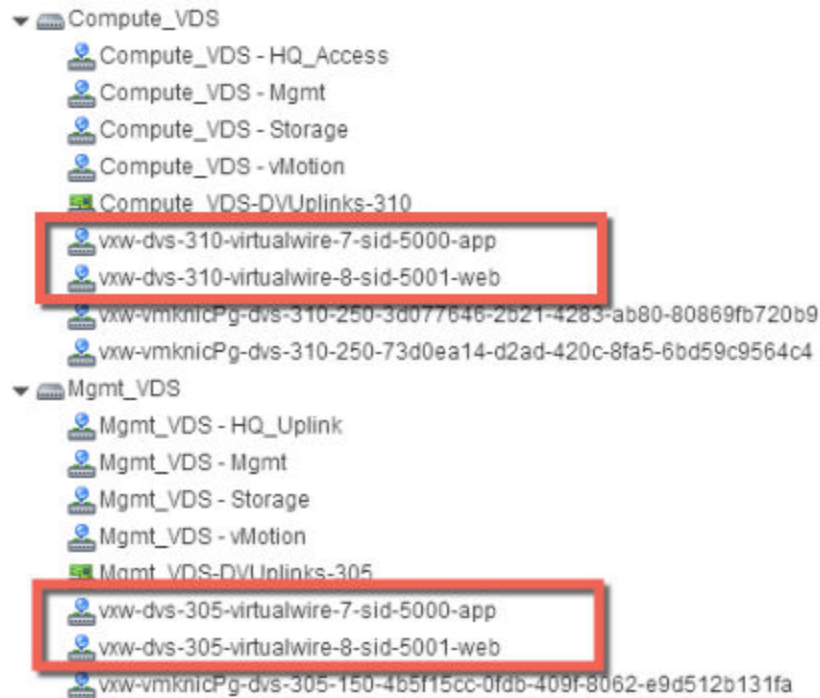 Compute_VDS
Compute_VDS - HQ_Access
Compute_VDS - Mgmt
Compute_VDS - Storage
Compute_VDS - vMotion
Compute_VDS-DVUplinks-310
vxw-dvs-310-virtualwire-7-sid-5000-app
vxw-dvs-310-virtualwire-8-sid-5001-web
vxw-vmknicPg-dvs-310-250-3d077646-2b21-4283-ab80-80869fb720b9
vxw-vmknicPg-dvs-310-250-73d0ea14-d2ad-420c-8fa5-6bd59c9564c4
Mgmt_VDS
Mgmt_VDS - HQ_Uplink
Mgmt_VDS - Mgmt
Mgmt_VDS - Storage
Mgmt_VDS - vMotion
Mgmt_VDS-DVUplinks-305
vxw-dvs-305-virtualwire-7-sid-5000-app
vxw-dvs-305-virtualwire-8-sid-5001-web
vxw-vmknicPg-dvs-305-150-4b5f15cc-0fdb-409f-8062-e9d512b131fa